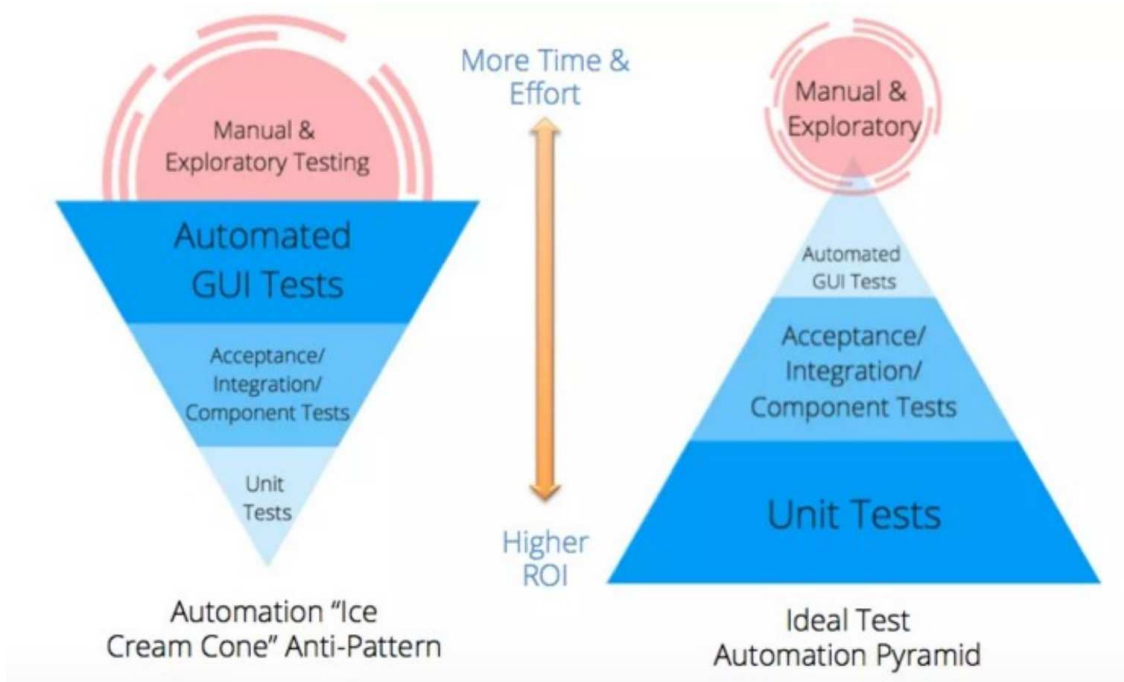 Manual &
Exploratory Testing
Automated
GUI Tests
Acceptance/
Integration/
Component Tests
Unit
Tests
Automation “Ice
Cream Cone” Anti-Pattern
More Time &
Effort
Higher
ROI
Manual &
Exploratory
Automated
GUI Tests
Acceptance/
Integration/
Component Tests
Unit Tests
Ideal Test
Automation Pyramid